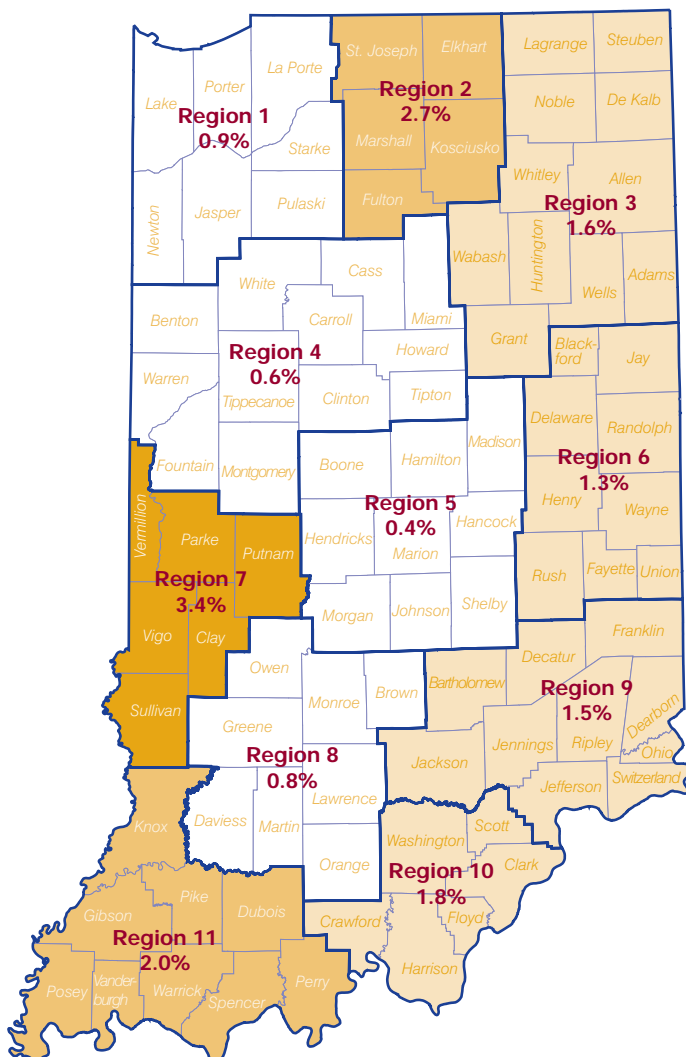 St. Joseph
Elkhart
Lagrange
Steuben
La Porte
Porter
Lake
Region 1
0.9%
Region 2
2.7%
Noble
De Kalb
Starke
Marshall
Kosciusko
Whitley
Allen
Newton
Jasper
Pulaski
Fulton
Region 3
1.6%
Wabash
Huntington
Wells
Adams
White
Cass
Miami
Benton
Carroll
Howard
Grant
Black-
ford
Jay
Region 4
0.6%
Warren
Tippecanoe
Clinton
Tipton
Fountain
Montgomery
Boone
Hamilton
Madison
Delaware
Randolph
Region 6
1.3%
Henry
Wayne
Region 5
0.4%
Hendricks
Marion
Hancock
Vermillion
Parke
Putnam
Region 7
3.4%
Morgan
Johnson
Shelby
Rush
Fayette
Union
Vigo
Clay
Sullivan
Owen
Monroe
Brown
Bartholomew
Decatur
Franklin
Region 9
1.5%
Greene
Region 8
0.8%
Lawrence
Jackson
Jennings
Ripley
Dearborn
Ohio
Switzerland
Jefferson
Daviess
Martin
Orange
Knox
Washington
Scott
Clark
Region 10
1.8%
Crawford
Floyd
Harrison
Gibson
Pike
Dubois
Region 11
2.0%
Posey
Vander-
burgh
Warrick
Spencer
Perry